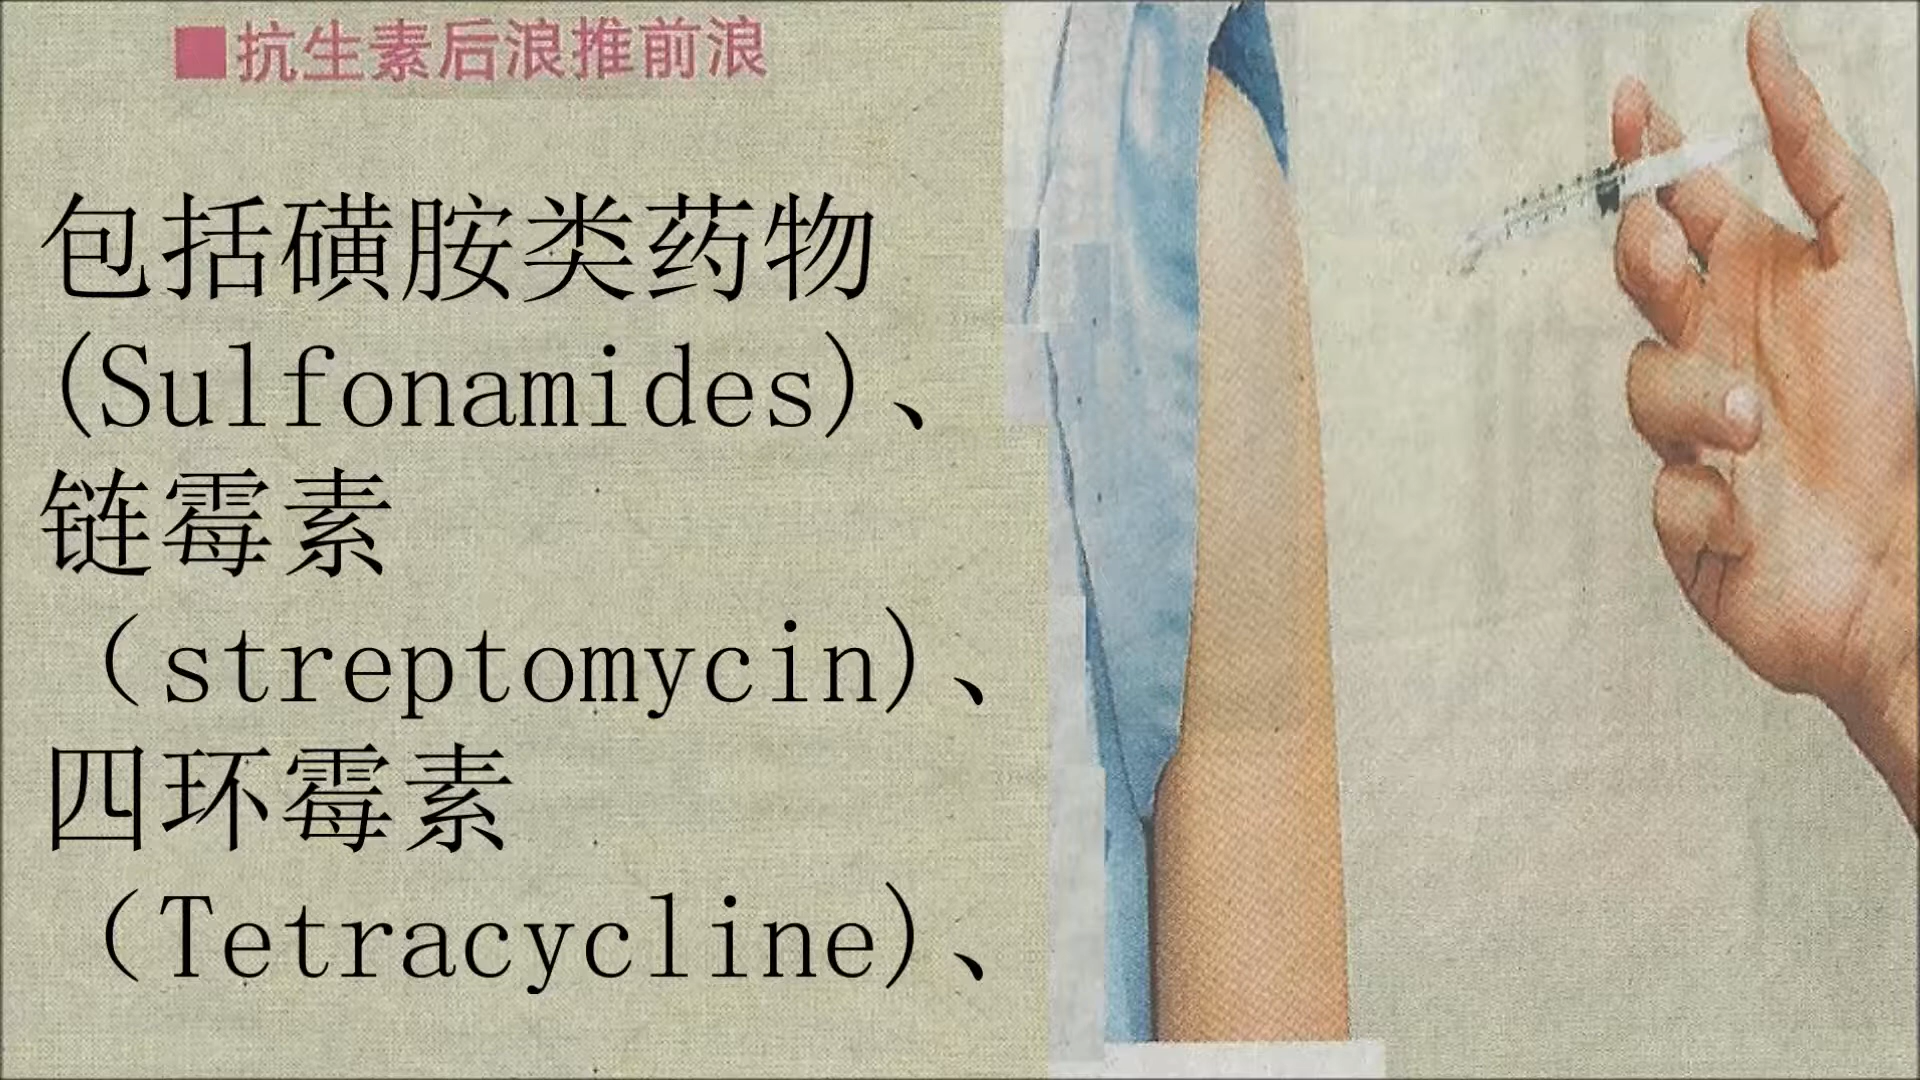 ■抗生素后浪推前浪
包括磺胺类药物
(Sulfonamides)、
链霉素
（streptomycin)、
四环霉素
（Tetracycline)、